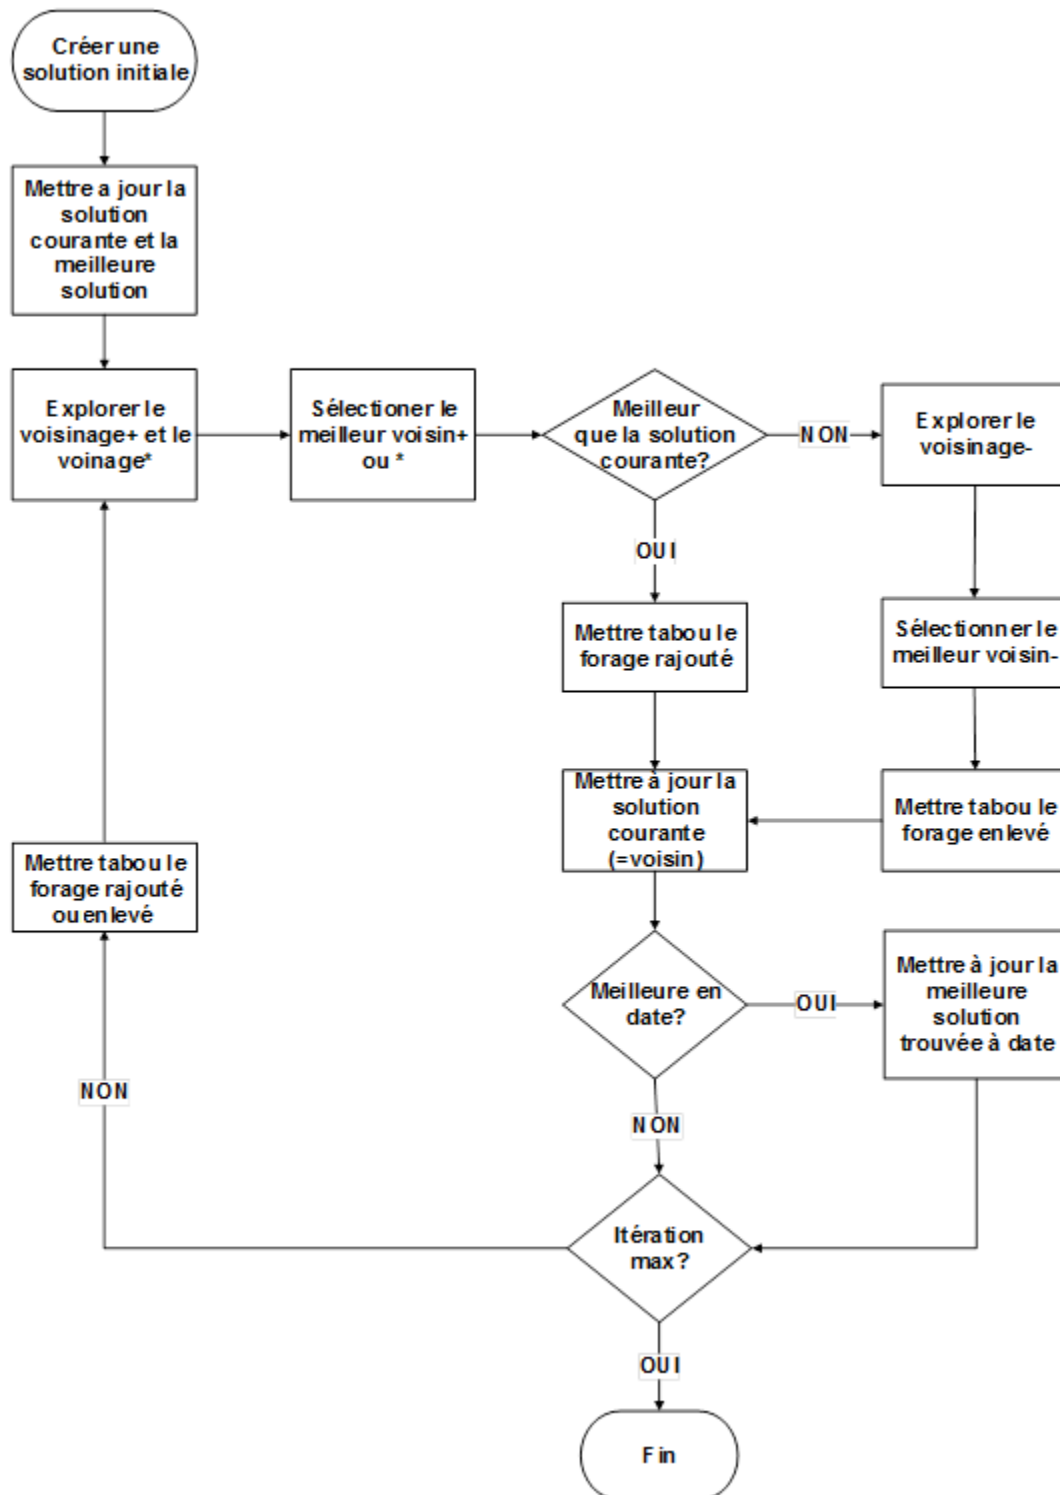 Créer une
solution initiale
Mettre a jour la
solution
courante et la
meilleure
solution
Explorer le
voisinage+ et le
voinage*
Sélectioner le
meilleur voisin+
ou *
Meilleur
que la solution
courante?
NON
Explorer le
voisinage-
OUI
Mettre tabou le
forage rajouté
Sélectionner le
meilleur voisin-
Mettre à jour la
solution
courante
(=voisin)
Mettre tabou le
forage enlevé
Mettre tabou le
forage rajouté
ou enlevé
Meilleure en
date?
OUI
Mettre à jour la
meilleure
solution
trouvée à date
NON
NON
Itération
max?
OUI
Fin